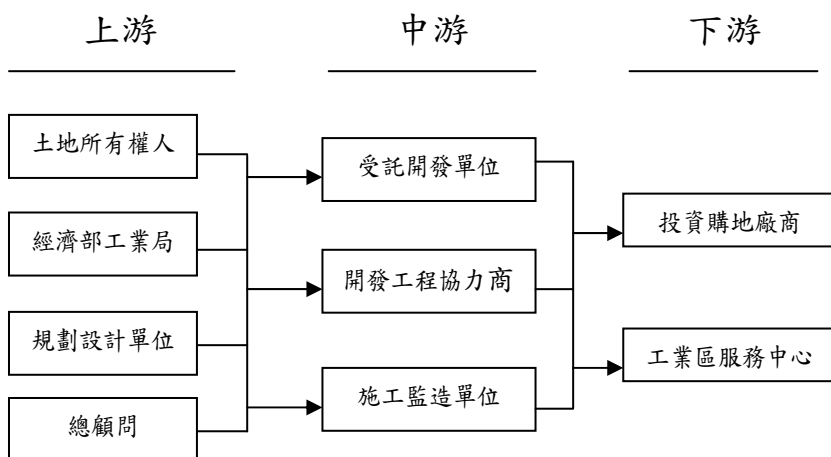 上游
中游
下游
土地所有權人
經濟部工業局
規劃設計單位
總顧問
受託開發單位
開發工程協力商
施工監造單位
投資購地廠商
工業區服務中心